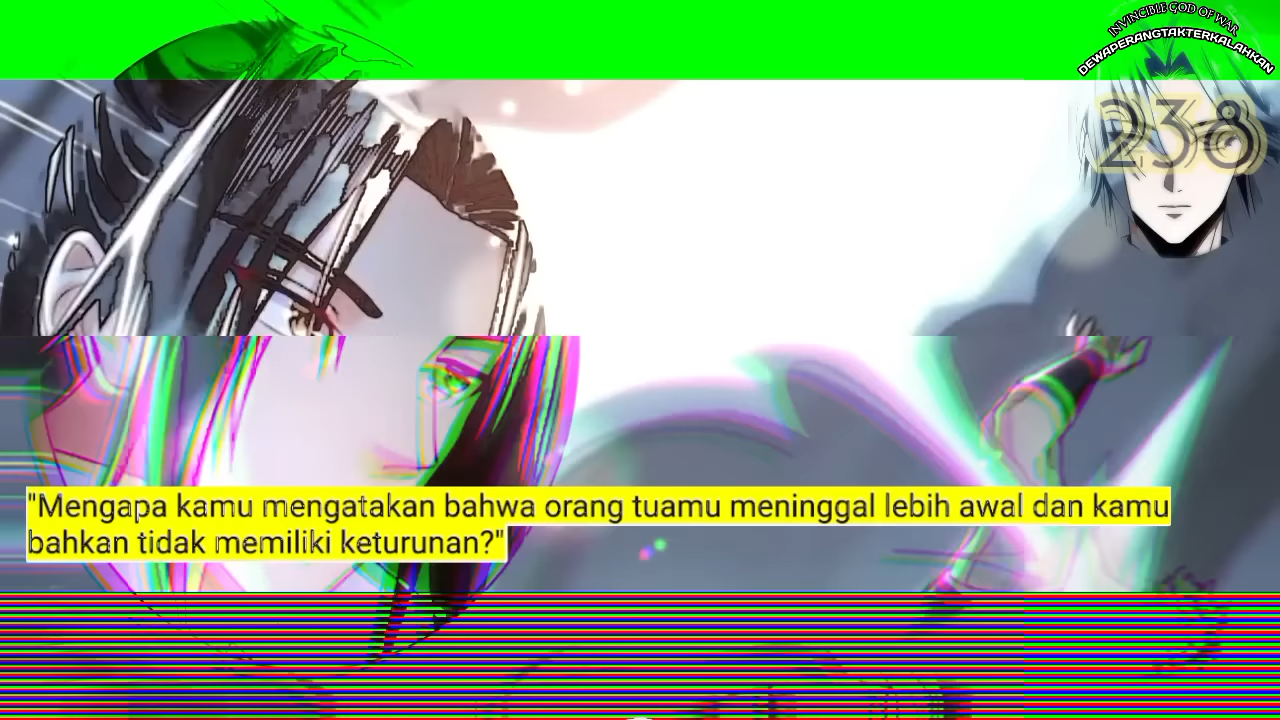 INVINCIBLE GOD OF WAR
DEWAPERANGTAKTERKALAHKAN
238
"Mengapa kamu mengatakan bahwa orang tuamu meninggal lebih awal dan kamu
bahkan tidak memiliki keturunan?"